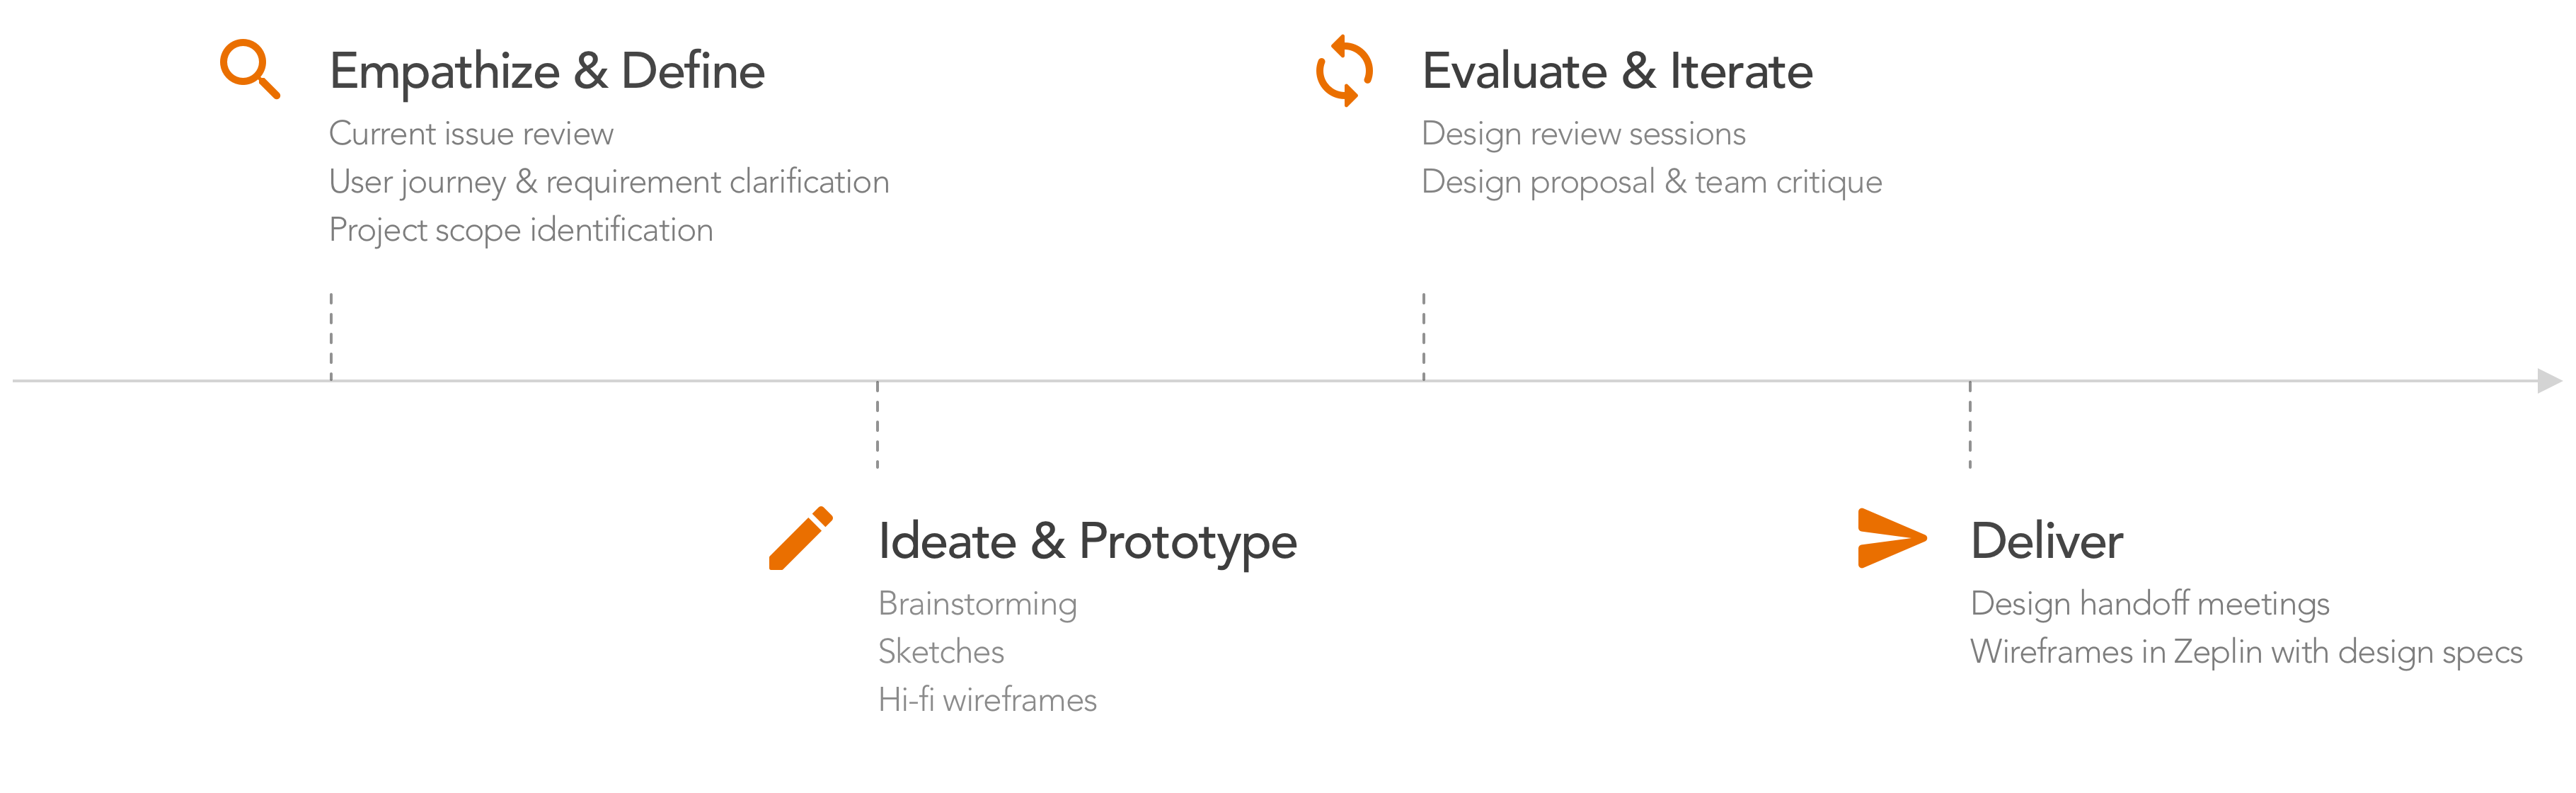 Empathize & Define
Current issue review
User journey & requirement clarification
Project scope identification
Ideate & Prototype
Brainstorming
Sketches
Hi-fi wireframes
Evaluate & Iterate
Design review sessions
Design proposal & team critique
Deliver
Design handoff meetings
Wireframes in Zeplin with design specs